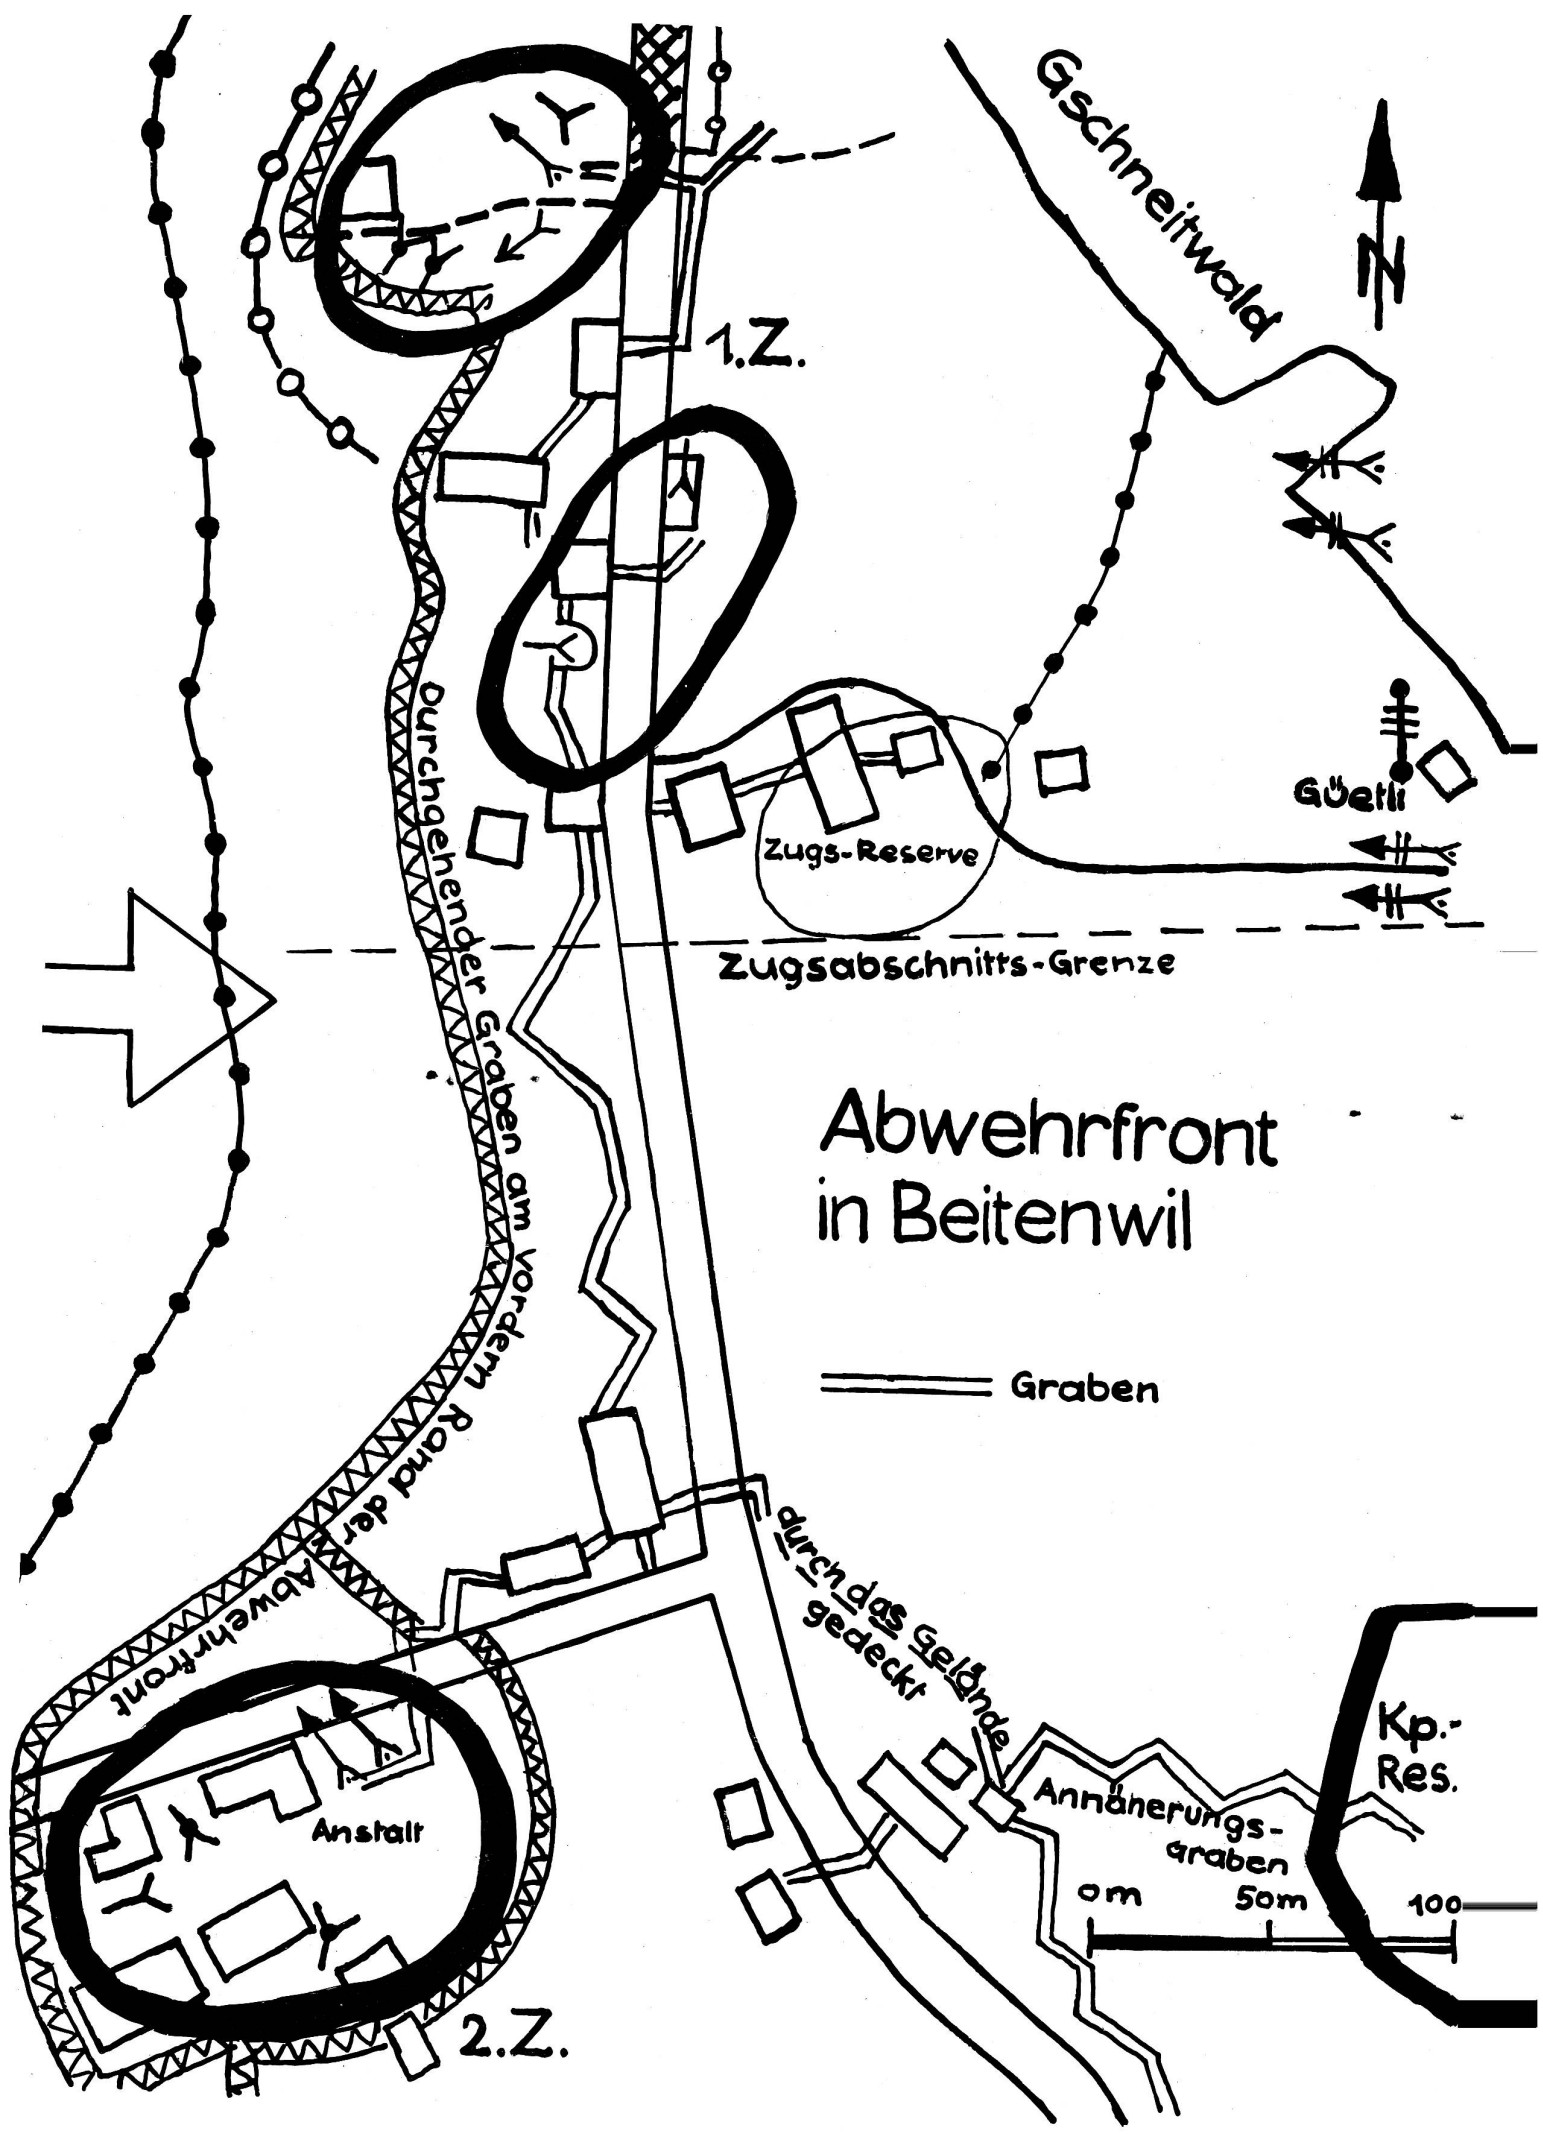 Gschneitwald
N
1.Z.
Güetli
Zugs-Reserve
Zugsabschnitts-Grenze
Durchgehender Graben am vordern Rand der
Abwehrfront
Abwehrfront
in Beitenwil
Graben
durch das Gelände
gedeckt
Kp.-
Res.
Annäherungs-
graben
0m 50m 100
Anstalt
2.Z.